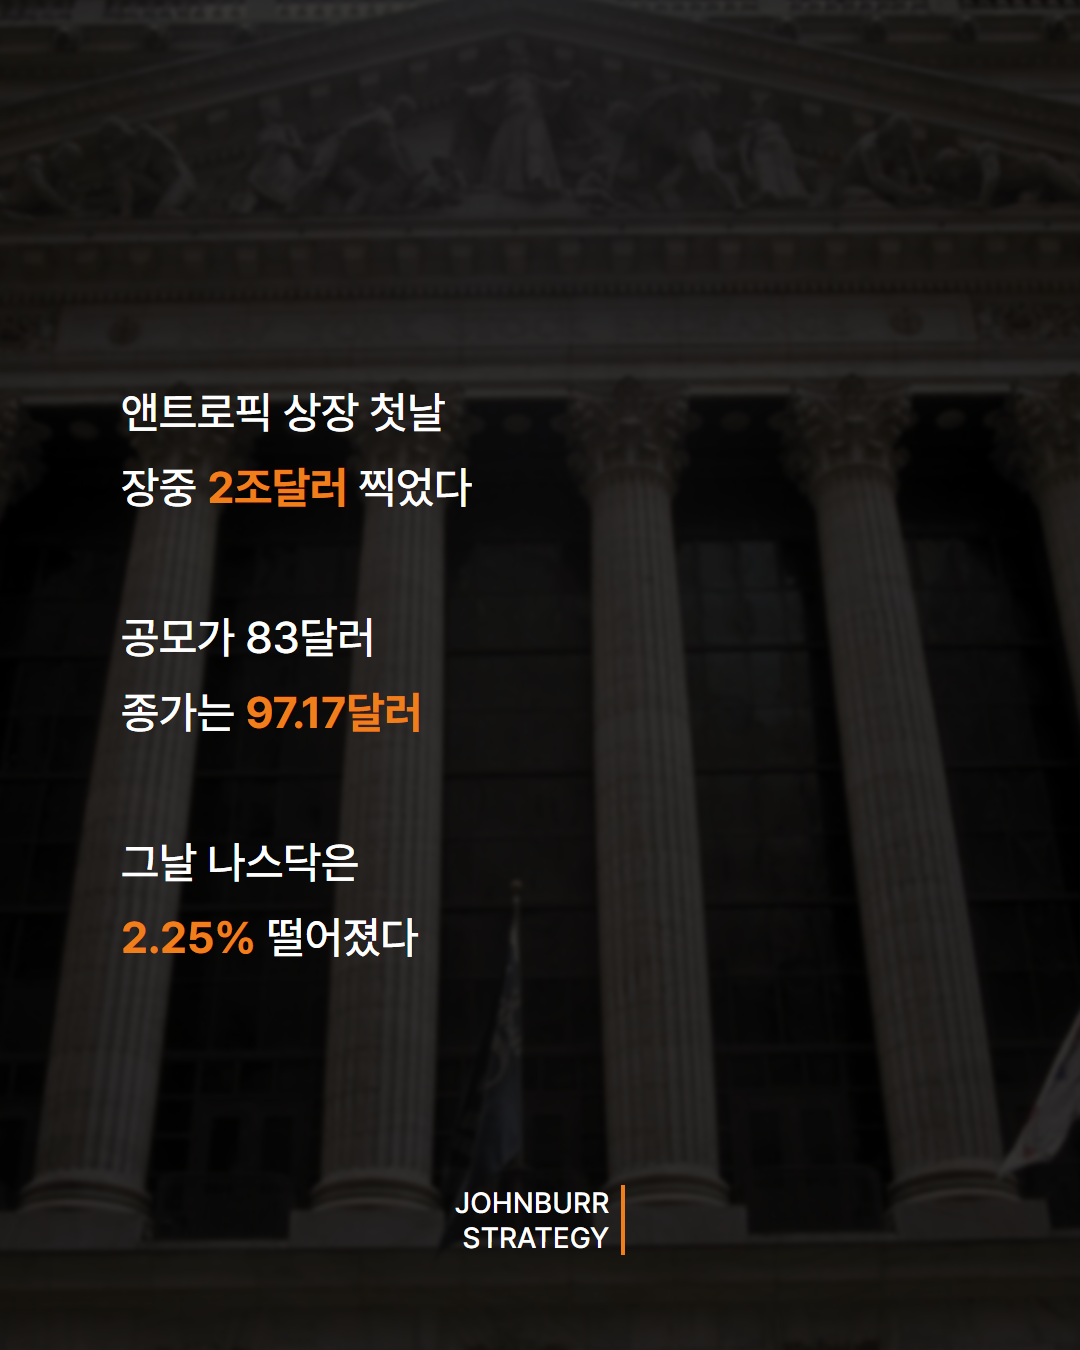 앤트로픽 상장 첫날
장중 2조달러 찍었다
공모가 83달러
종가는 97.17달러
그날 나스닥은
2.25% 떨어졌다
JOHNBURR
STRATEGY